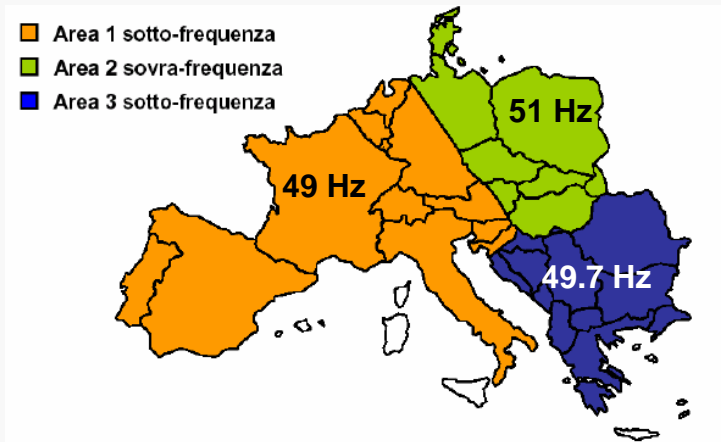 Area 1 sotto-frequenza
Area 2 sovra-frequenza
Area 3 sotto-frequenza
51 Hz
49 Hz
49.7 Hz